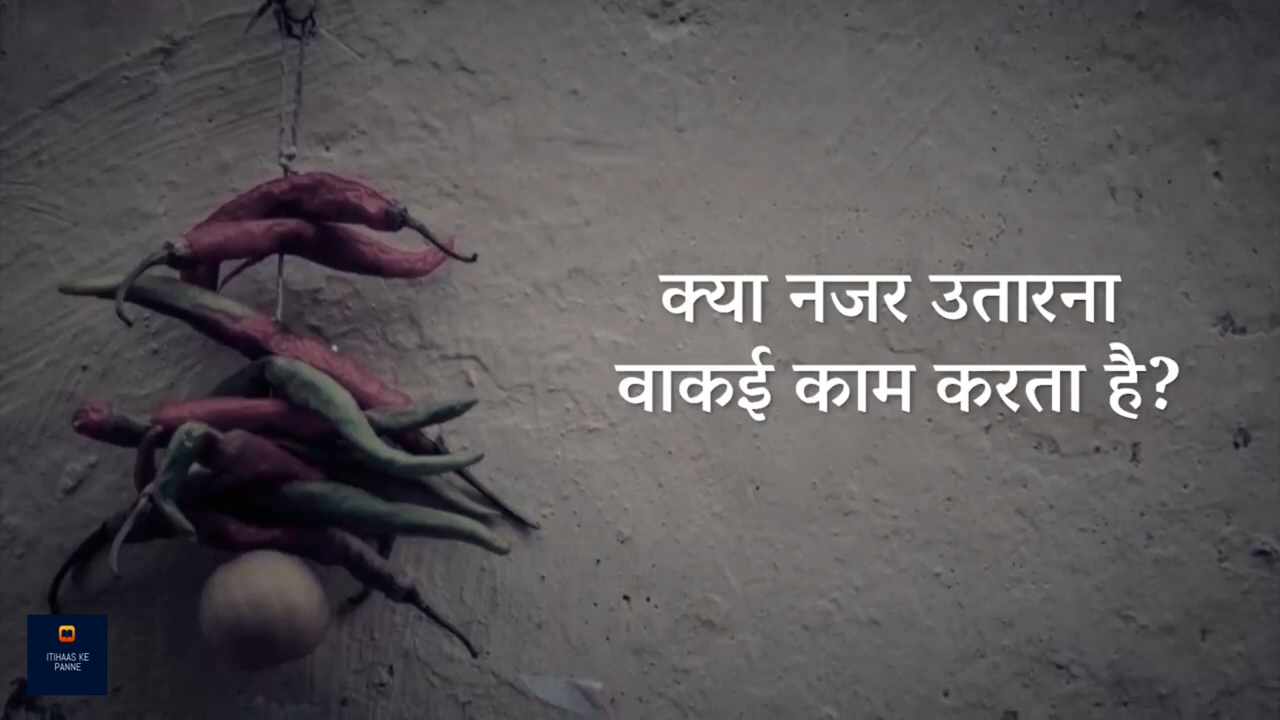 क्या नजर उतारना
वाकई काम करता है?
ITIHAAS KE
PANNE